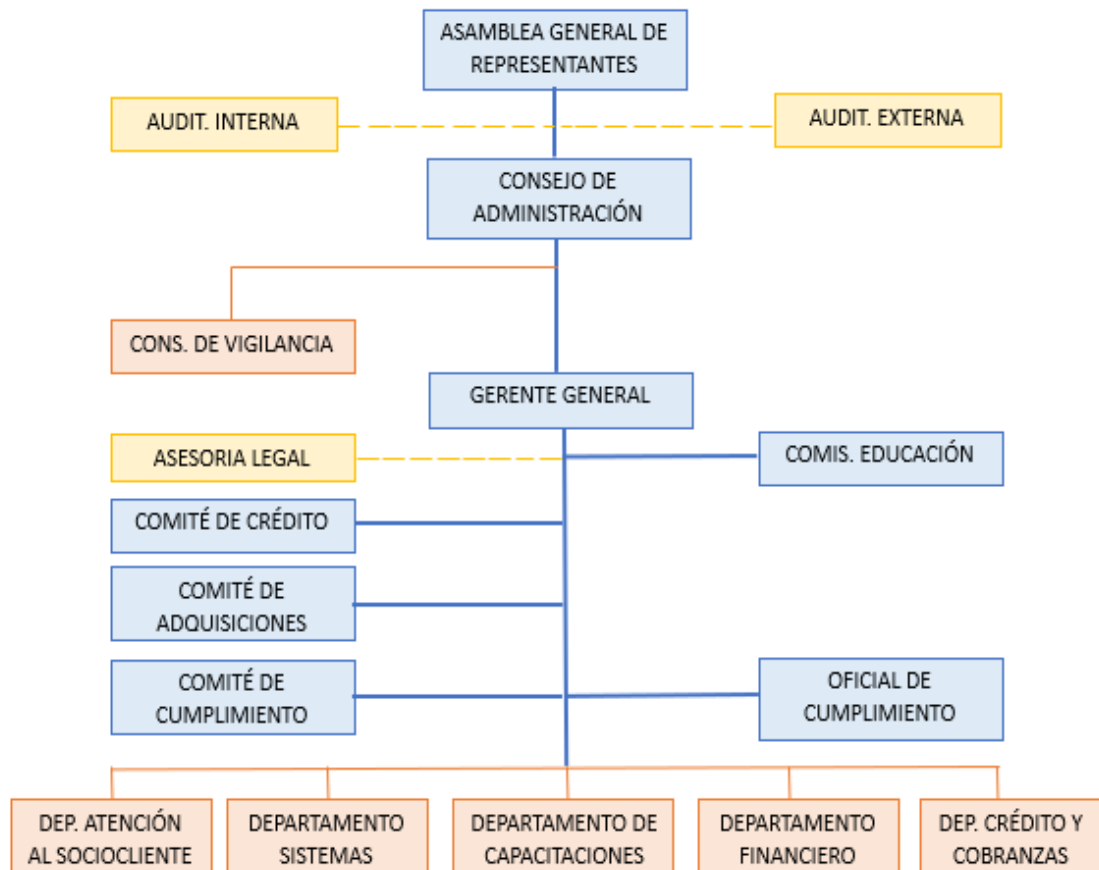 ASAMBLEA GENERAL DE
REPRESENTANTES
AUDIT. INTERNA
AUDIT. EXTERNA
CONSEJO DE
ADMINISTRACIÓN
CONS. DE VIGILANCIA
GERENTE GENERAL
ASESORIA LEGAL
COMIS. EDUCACIÓN
COMITÉ DE CRÉDITO
COMITÉ DE
ADQUISICIONES
COMITÉ DE
CUMPLIMIENTO
OFICIAL DE
CUMPLIMIENTO
DEP. ATENCIÓN
AL SOCIOCLIENTE
DEPARTAMENTO
SISTEMAS
DEPARTAMENTO DE
CAPACITACIONES
DEPARTAMENTO
FINANCIERO
DEP. CRÉDITO Y
COBRANZAS